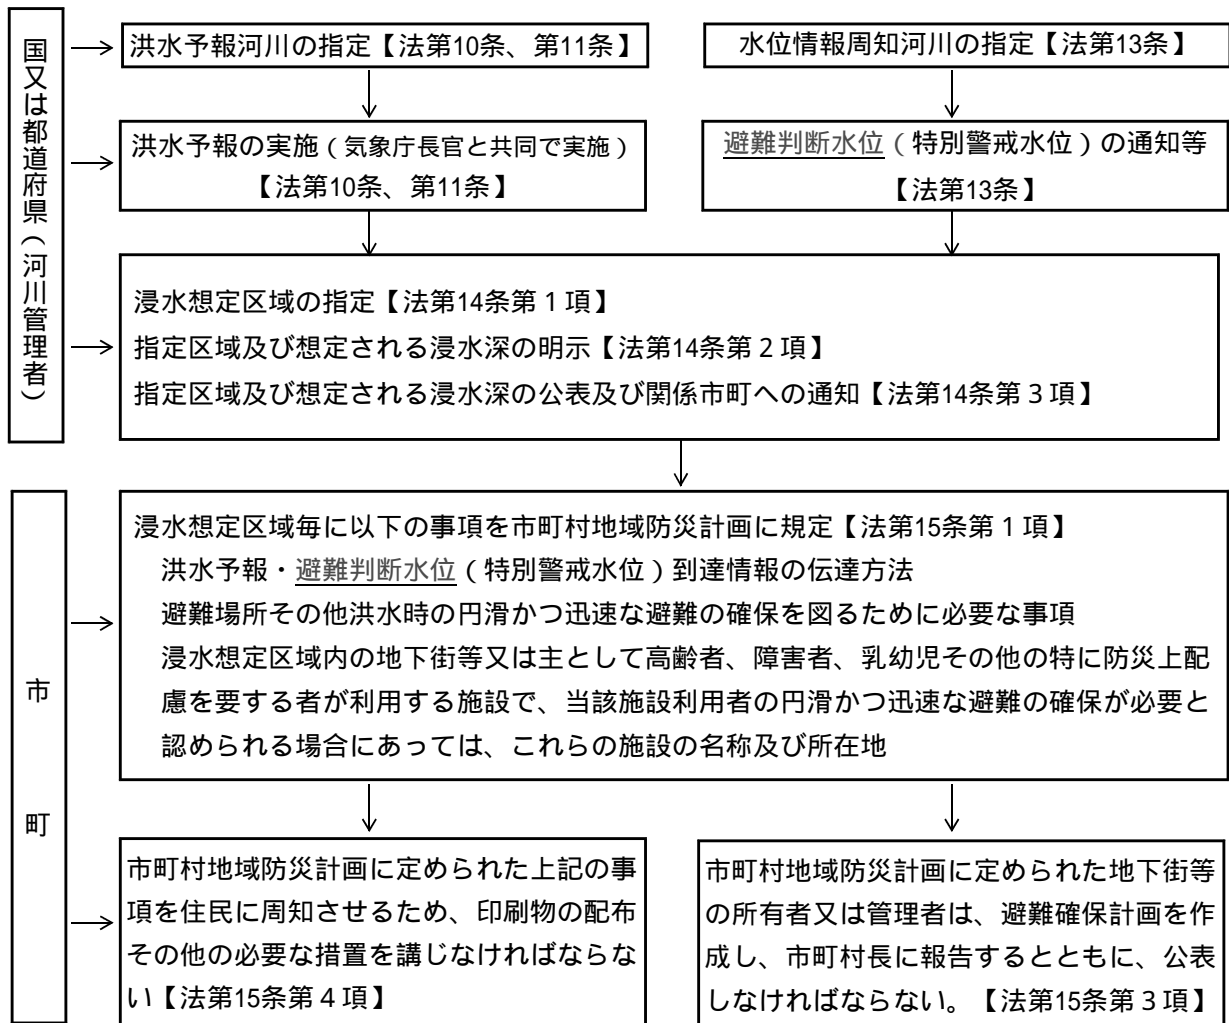 国又は都道府県（河川管理者）
洪水予報河川の指定【法第10条、第11条】
水位情報周知河川の指定【法第13条】
洪水予報の実施（気象庁長官と共同で実施）
【法第10条、第11条】
避難判断水位（特別警戒水位）の通知等
【法第13条】
浸水想定区域の指定【法第14条第１項】
指定区域及び想定される浸水深の明示【法第14条第２項】
指定区域及び想定される浸水深の公表及び関係市町への通知【法第14条第３項】
市町
浸水想定区域毎に以下の事項を市町村地域防災計画に規定【法第15条第１項】
洪水予報・避難判断水位（特別警戒水位）到達情報の伝達方法
避難場所その他洪水時の円滑かつ迅速な避難の確保を図るために必要な事項
浸水想定区域内の地下街等又は主として高齢者、障害者、乳幼児その他の特に防災上配
慮を要する者が利用する施設で、当該施設利用者の円滑かつ迅速な避難の確保が必要と
認められる場合にあっては、これらの施設の名称及び所在地
市町村地域防災計画に定められた上記の事
項を住民に周知させるため、印刷物の配布
その他の必要な措置を講じなければならな
い【法第15条第４項】
市町村地域防災計画に定められた地下街等
の所有者又は管理者は、避難確保計画を作
成し、市町村長に報告するとともに、公表
しなければならない。【法第15条第３項】